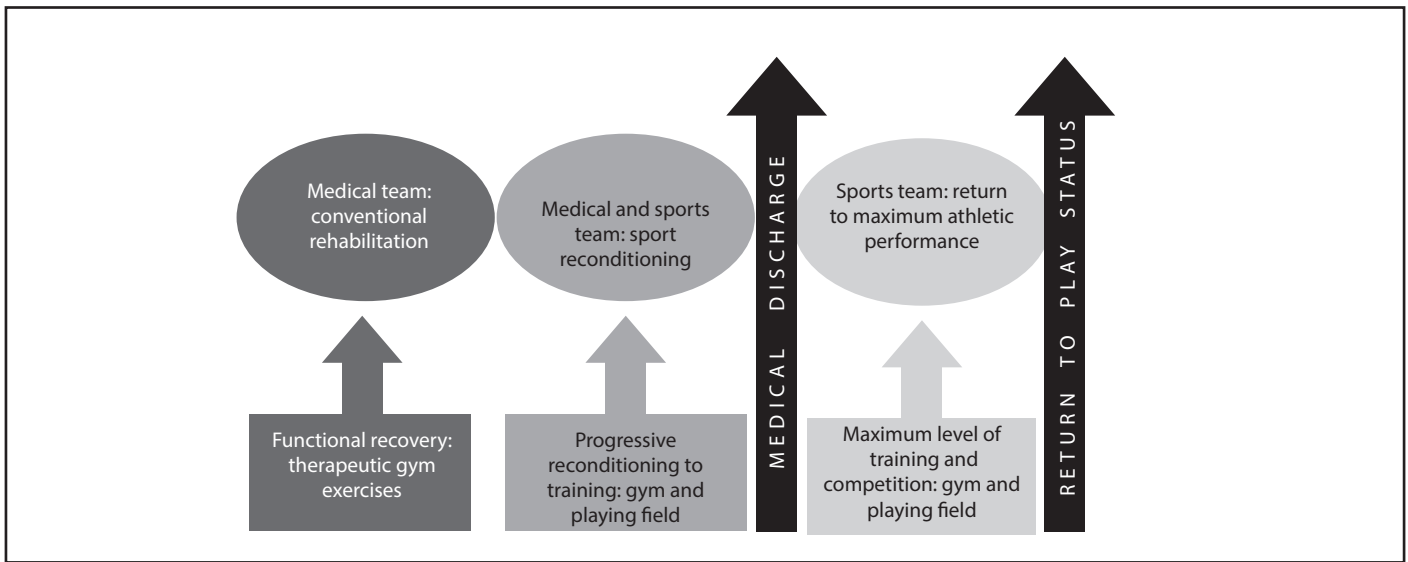 Medical team:
conventional
rehabilitation
Medical and sports
team: sport
reconditioning
MEDICAL DISCHARGE
Sports team: return
to maximum athletic
performance
RETURN TO PLAY STATUS
Functional recovery:
therapeutic gym
exercises
Progressive
reconditioning to
training: gym and
playing field
Maximum level of
training and
competition: gym and
playing field